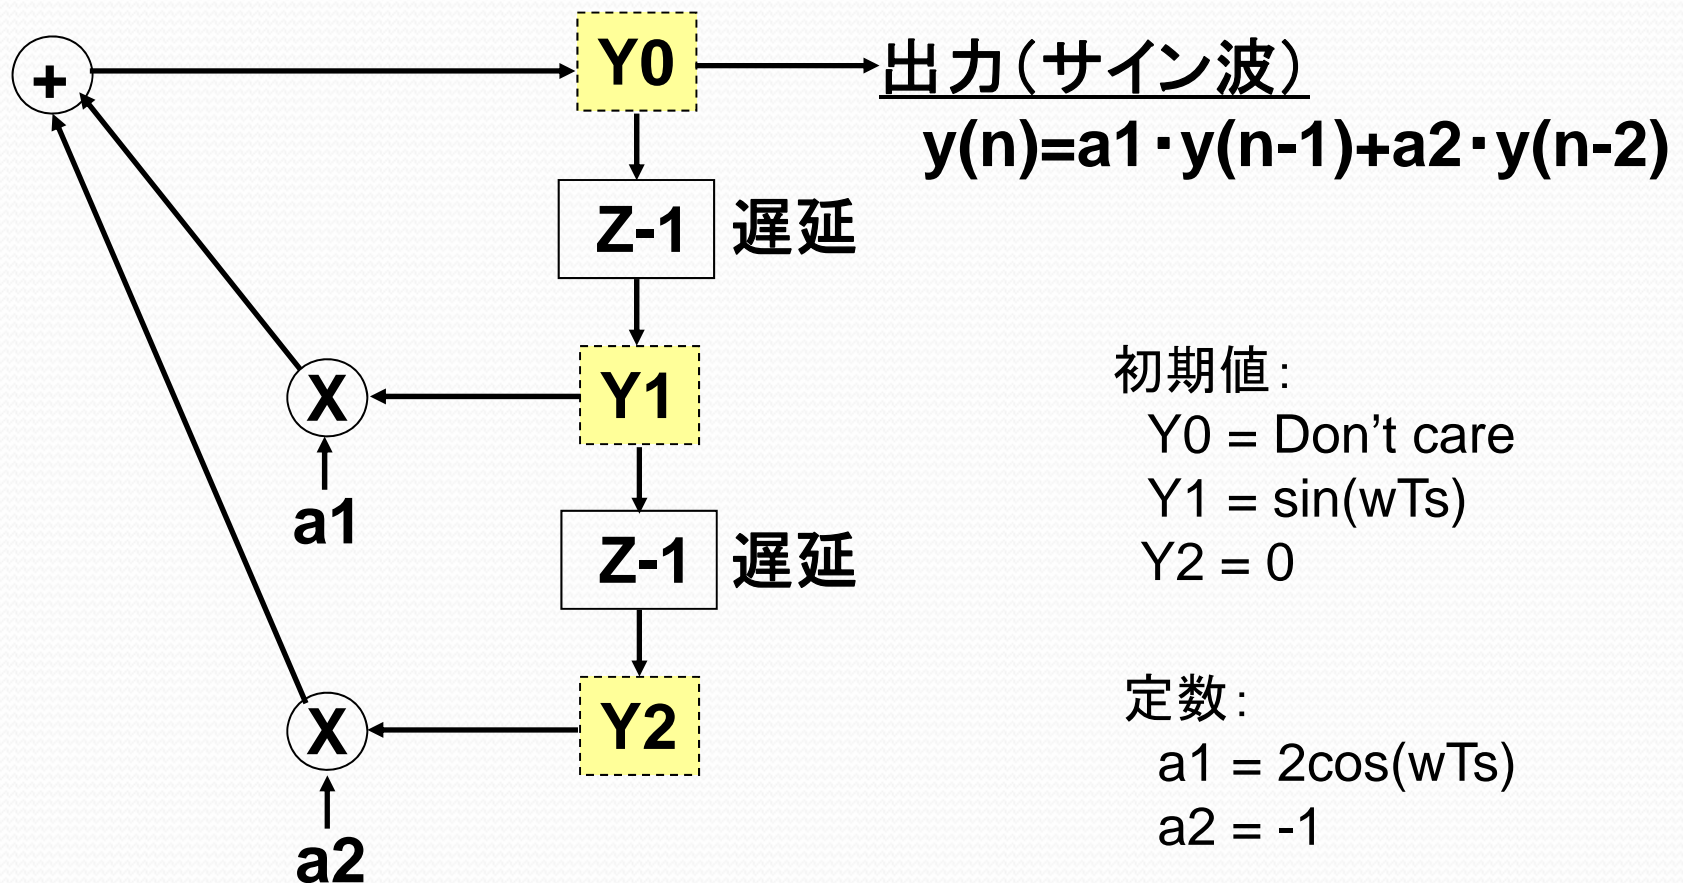 +
Y0
出力(サイン波)
y(n)=a1・y(n-1)+a2・y(n-2)
Z-1 遅延
X
Y1
a1
Z-1 遅延
X
Y2
a2
初期値:
Y0 = Don’t care
Y1 = sin(wTs)
Y2 = 0
定数:
a1 = 2cos(wTs)
a2 = -1